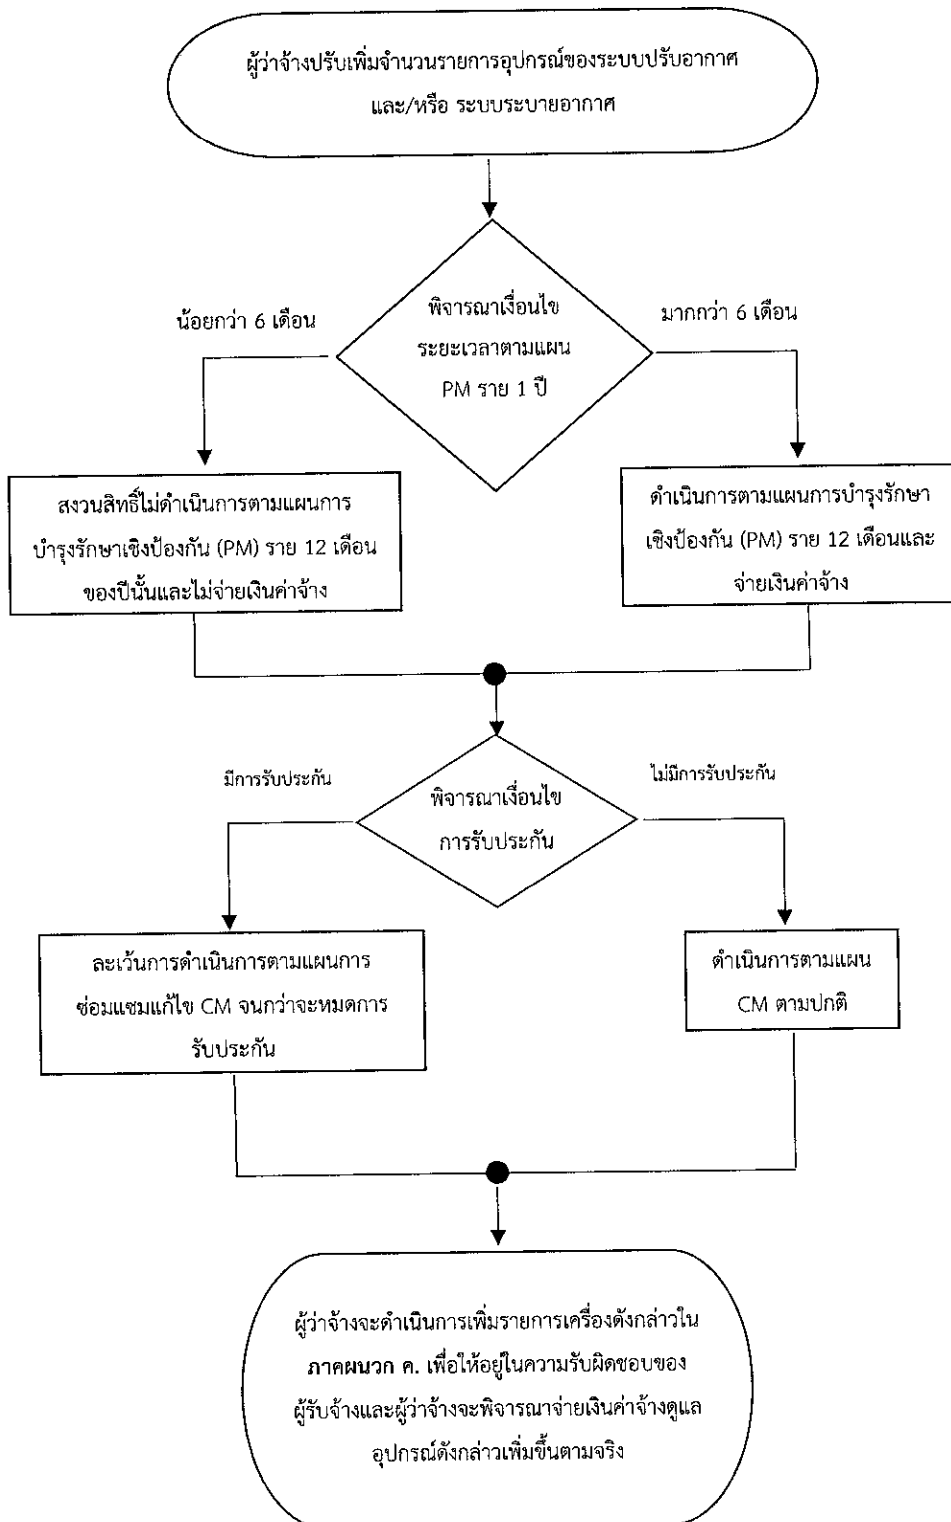 ผู้ว่าจ้างปรับเพิ่มจำนวนรายการอุปกรณ์ของระบบปรับอากาศ
และ/หรือ ระบบระบายอากาศ
น้อยกว่า 6 เดือน
พิจารณาเงื่อนไข
ระยะเวลาตามแผน
PM ราย 1 ปี
มากกว่า 6 เดือน
สงวนสิทธิ์ไม่ดำเนินการตามแผนการ
บำรุงรักษาเชิงป้องกัน (PM) ราย 12 เดือน
ของปีนั้นและไม่จ่ายเงินค่าจ้าง
ดำเนินการตามแผนการบำรุงรักษา
เชิงป้องกัน (PM) ราย 12 เดือนและ
จ่ายเงินค่าจ้าง
มีการรับประกัน
พิจารณาเงื่อนไข
การรับประกัน
ไม่มีการรับประกัน
ละเว้นการดำเนินการตามแผนการ
ซ่อมแซมแก้ไข CM จนกว่าจะหมดการ
รับประกัน
ดำเนินการตามแผน
CM ตามปกติ
ผู้ว่าจ้างจะดำเนินการเพิ่มรายการเครื่องดังกล่าวใน
ภาคผนวก ค. เพื่อให้อยู่ในความรับผิดชอบของ
ผู้รับจ้างและผู้ว่าจ้างจะพิจารณาจ่ายเงินค่าจ้างดูแล
อุปกรณ์ดังกล่าวเพิ่มขึ้นตามจริง